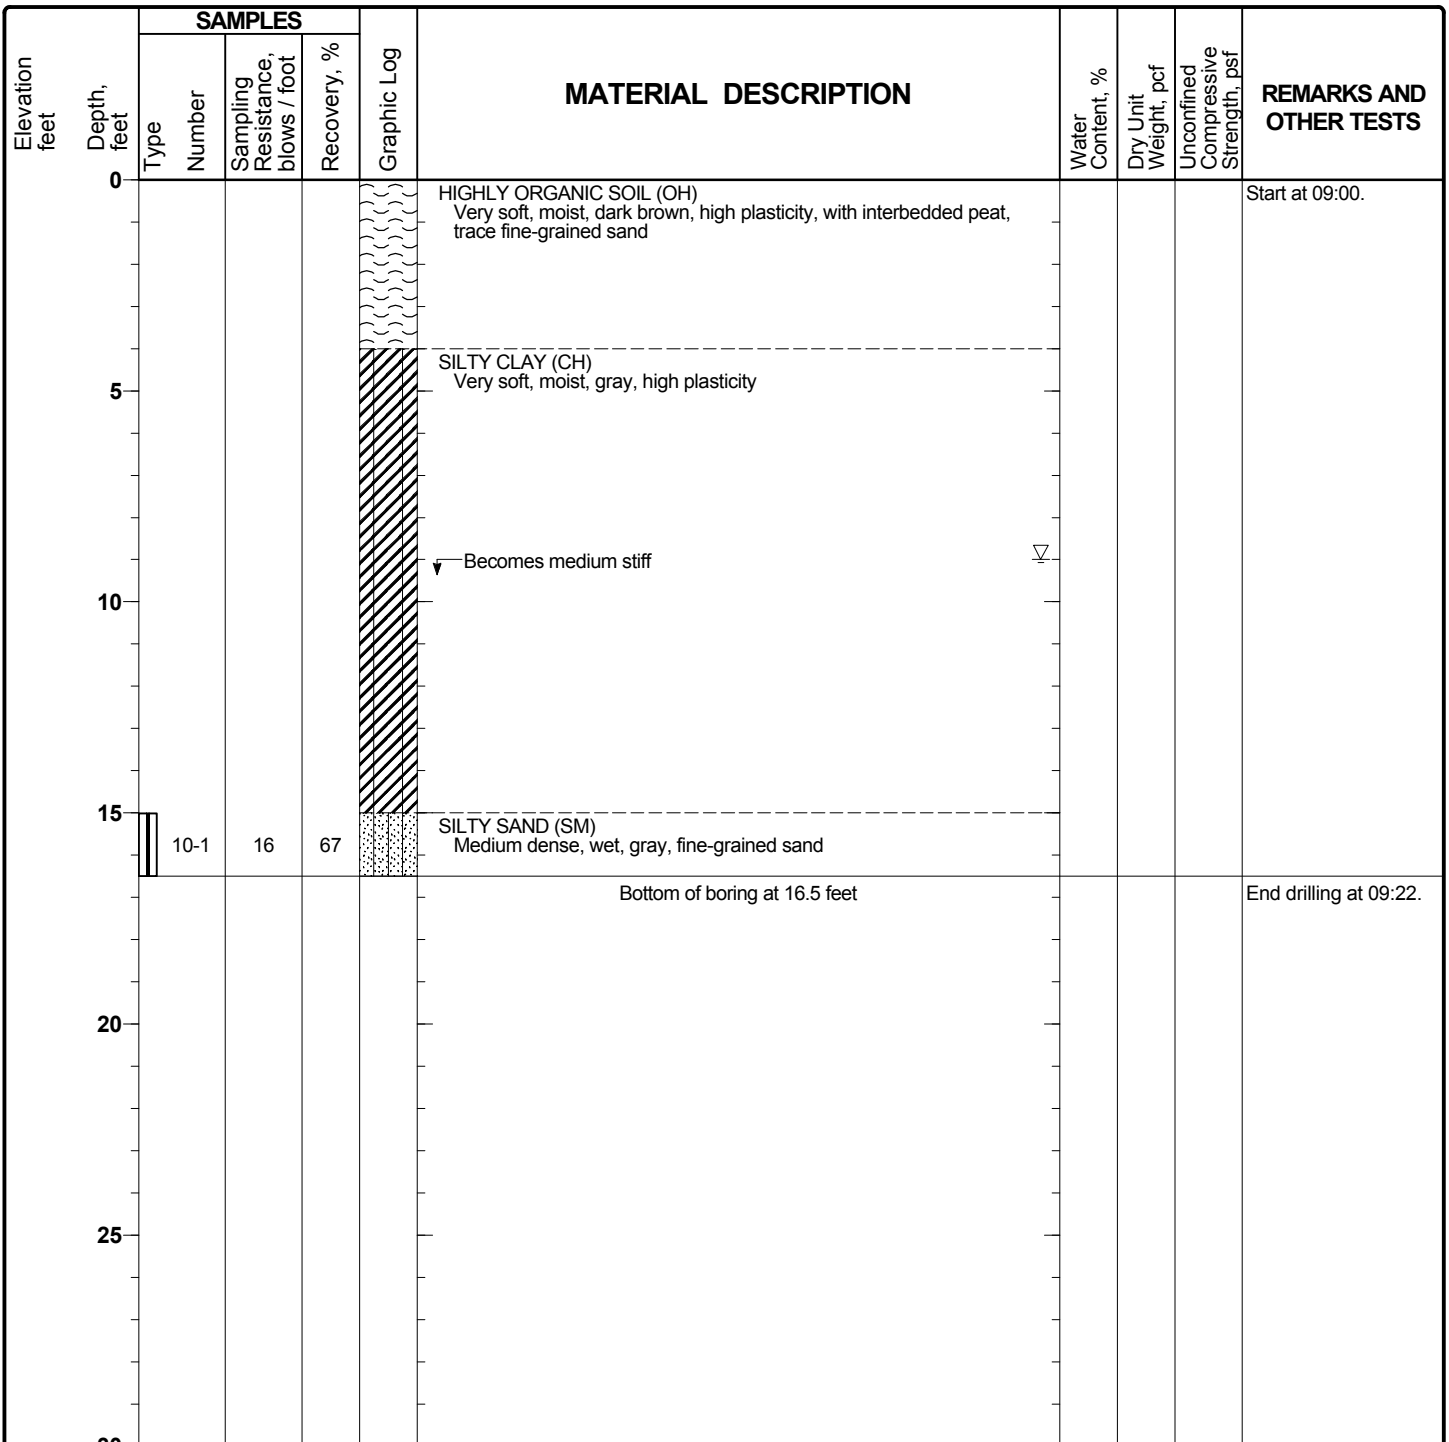 SAMPLES
Elevation
feet
Depth,
feet
Type
Number
Sampling
Resistance,
blows / foot
Recovery, %
Graphic Log
MATERIAL DESCRIPTION
Water
Content, %
Dry Unit
Weight, pcf
Unconfined
Compressive
Strength, psf
REMARKS AND
OTHER TESTS
0
HIGHLY ORGANIC SOIL (OH)
Very soft, moist, dark brown, high plasticity, with interbedded peat,
trace fine-grained sand
Start at 09:00.
SILTY CLAY (CH)
Very soft, moist, gray, high plasticity
5
Becomes medium stiff
10
15
SILTY SAND (SM)
Medium dense, wet, gray, fine-grained sand
10-1 16 67
Bottom of boring at 16.5 feet
End drilling at 09:22.
20
25